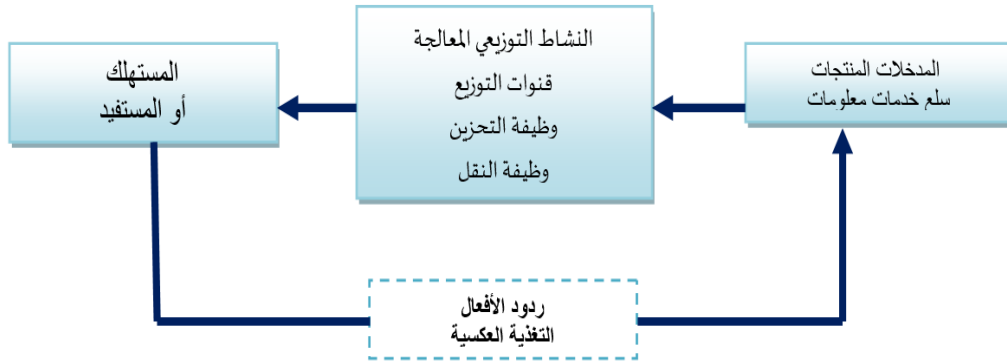 المدخلات المنتجات
سلع خدمات معلومات
النشاط التوزيعي المعالجة
قنوات التوزيع
وظيفة التحزين
وظيفة النقل
المستهلك
أو المستفيد
ردود الأفعال
التغذية العكسية